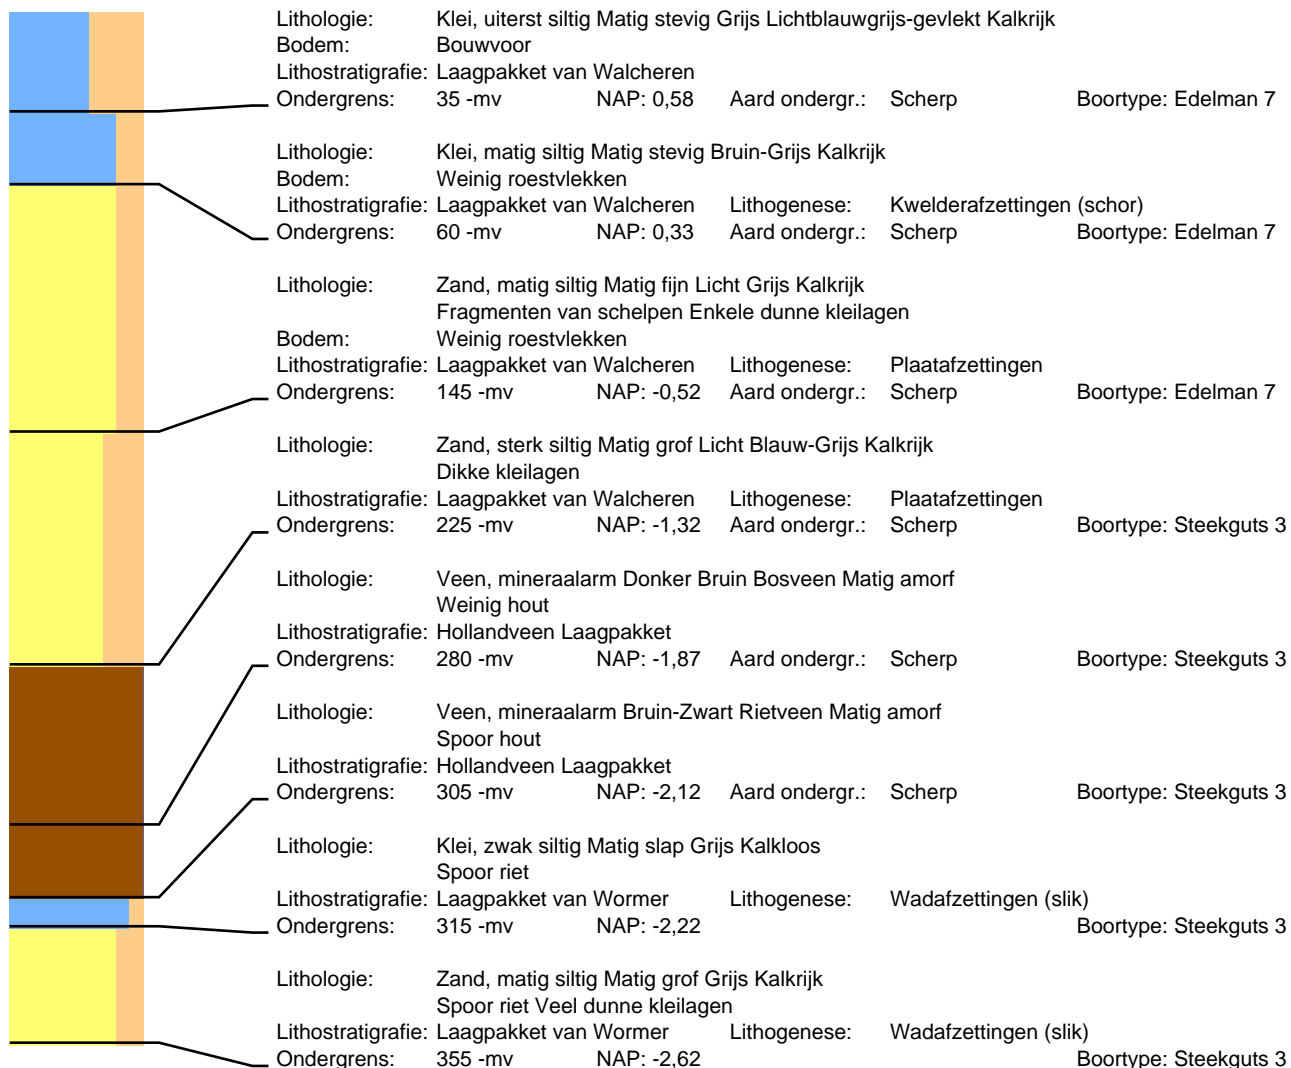 Lithologie: Klei, uiterst siltig Matig stevig Grijs Lichtblauwgrijs-gevlekt Kalkrijk
Bodem: Bouwvoor
Lithostratigrafie: Laagpakket van Walcheren
Ondergrens: 35 -mv NAP: 0,58 Aard ondergr.: Scherp Boortype: Edelman 7
Lithologie: Klei, matig siltig Matig stevig Bruin-Grijs Kalkrijk
Bodem: Weinig roestvlekken
Lithostratigrafie: Laagpakket van Walcheren Lithogenese: Kwelderafzettingen (schor)
Ondergrens: 60 -mv NAP: 0,33 Aard ondergr.: Scherp Boortype: Edelman 7
Lithologie: Zand, matig siltig Matig fijn Licht Grijs Kalkrijk
Fragmenten van schelpen Enkele dunne kleilagen
Bodem: Weinig roestvlekken
Lithostratigrafie: Laagpakket van Walcheren Lithogenese: Plaatafzettingen
Ondergrens: 145 -mv NAP: -0,52 Aard ondergr.: Scherp Boortype: Edelman 7
Lithologie: Zand, sterk siltig Matig grof Licht Blauw-Grijs Kalkrijk
Dikke kleilagen
Lithostratigrafie: Laagpakket van Walcheren Lithogenese: Plaatafzettingen
Ondergrens: 225 -mv NAP: -1,32 Aard ondergr.: Scherp Boortype: Steekguts 3
Lithologie: Veen, mineraalarm Donker Bruin Bosveen Matig amorf
Weinig hout
Lithostratigrafie: Hollandveen Laagpakket
Ondergrens: 280 -mv NAP: -1,87 Aard ondergr.: Scherp Boortype: Steekguts 3
Lithologie: Veen, mineraalarm Bruin-Zwart Rietveen Matig amorf
Spoor hout
Lithostratigrafie: Hollandveen Laagpakket
Ondergrens: 305 -mv NAP: -2,12 Aard ondergr.: Scherp Boortype: Steekguts 3
Lithologie: Klei, zwak siltig Matig slap Grijs Kalkloos
Spoor riet
Lithostratigrafie: Laagpakket van Wormer Lithogenese: Wadafzettingen (slik)
Ondergrens: 315 -mv NAP: -2,22 Boortype: Steekguts 3
Lithologie: Zand, matig siltig Matig grof Grijs Kalkrijk
Spoor riet Veel dunne kleilagen
Lithostratigrafie: Laagpakket van Wormer Lithogenese: Wadafzettingen (slik)
Ondergrens: 355 -mv NAP: -2,62 Boortype: Steekguts 3